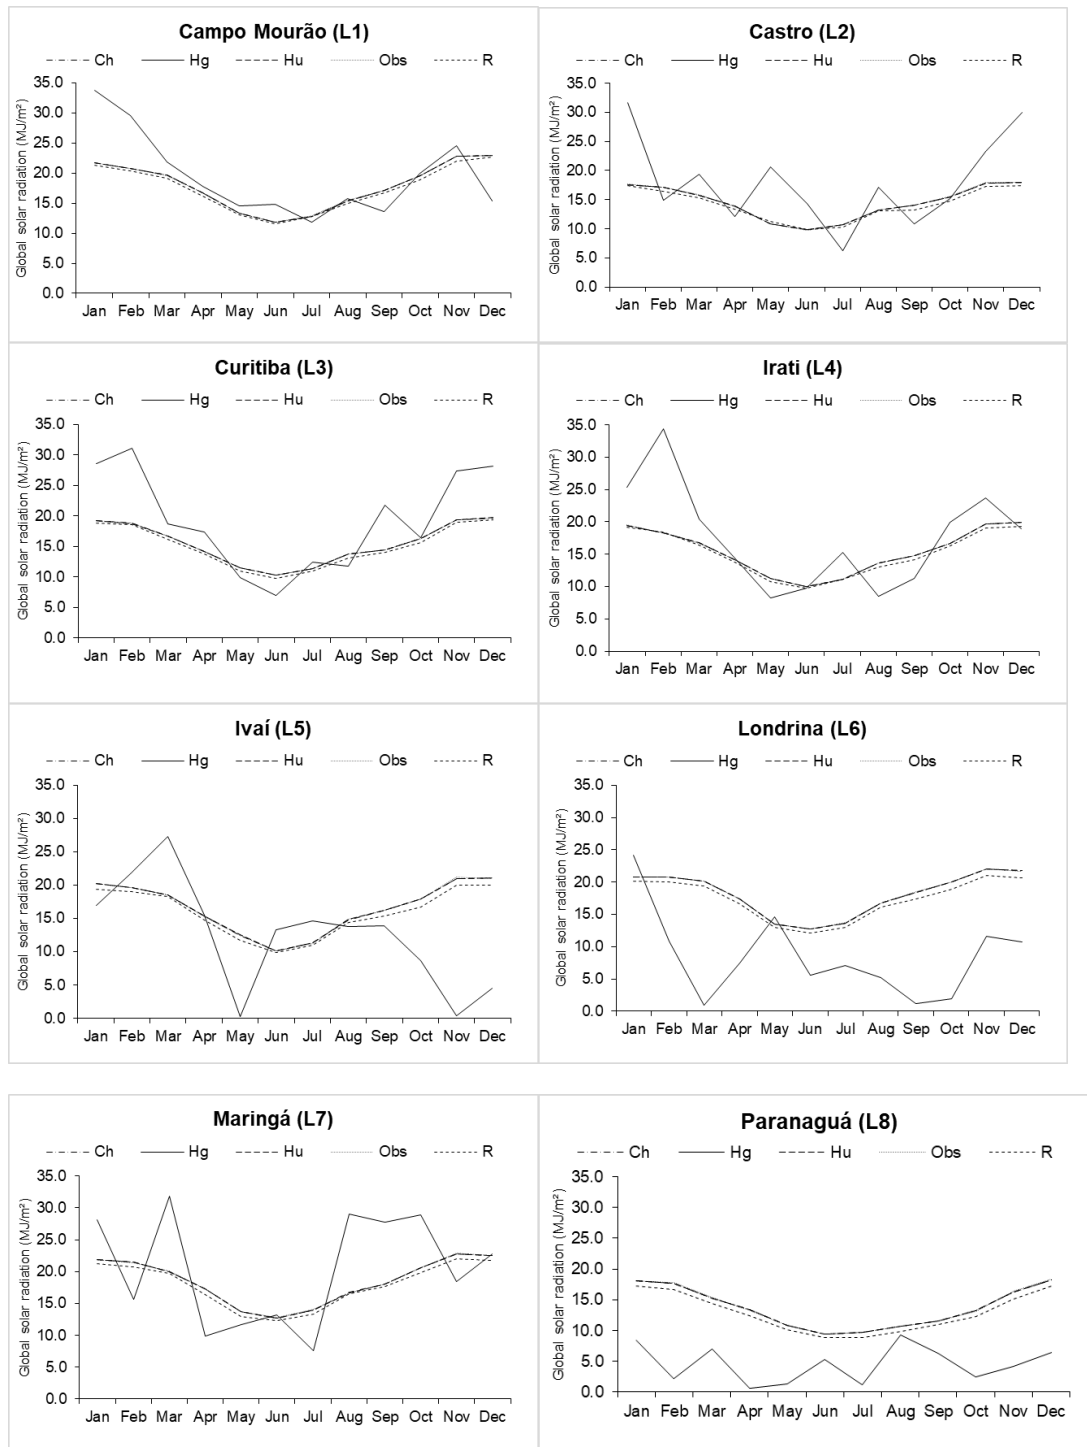 Campo Mourão (L1)
Ch Hg Hu Obs R
Global solar radiation (MJ/m²)
35.0
30.0
25.0
20.0
15.0
10.0
5.0
0.0
Jan Feb Mar Apr May Jun Jul Aug Sep Oct Nov Dec
Castro (L2)
Ch Hg Hu Obs R
Global solar radiation (MJ/m²)
35.0
30.0
25.0
20.0
15.0
10.0
5.0
0.0
Jan Feb Mar Apr May Jun Jul Aug Sep Oct Nov Dec
Curitiba (L3)
Ch Hg Hu Obs R
Global solar radiation (MJ/m²)
35.0
30.0
25.0
20.0
15.0
10.0
5.0
0.0
Jan Feb Mar Apr May Jun Jul Aug Sep Oct Nov Dec
Irati (L4)
Ch Hg Hu Obs R
Global solar radiation (MJ/m²)
35.0
30.0
25.0
20.0
15.0
10.0
5.0
0.0
Jan Feb Mar Apr May Jun Jul Aug Sep Oct Nov Dec
Ivaí (L5)
Ch Hg Hu Obs R
Global solar radiation (MJ/m²)
35.0
30.0
25.0
20.0
15.0
10.0
5.0
0.0
Jan Feb Mar Apr May Jun Jul Aug Sep Oct Nov Dec
Londrina (L6)
Ch Hg Hu Obs R
Global solar radiation (MJ/m²)
35.0
30.0
25.0
20.0
15.0
10.0
5.0
0.0
Jan Feb Mar Apr May Jun Jul Aug Sep Oct Nov Dec
Maringá (L7)
Ch Hg Hu Obs R
Global solar radiation (MJ/m²)
35.0
30.0
25.0
20.0
15.0
10.0
5.0
0.0
Jan Feb Mar Apr May Jun Jul Aug Sep Oct Nov Dec
Paranaguá (L8)
Ch Hg Hu Obs R
Global solar radiation (MJ/m²)
35.0
30.0
25.0
20.0
15.0
10.0
5.0
0.0
Jan Feb Mar Apr May Jun Jul Aug Sep Oct Nov Dec